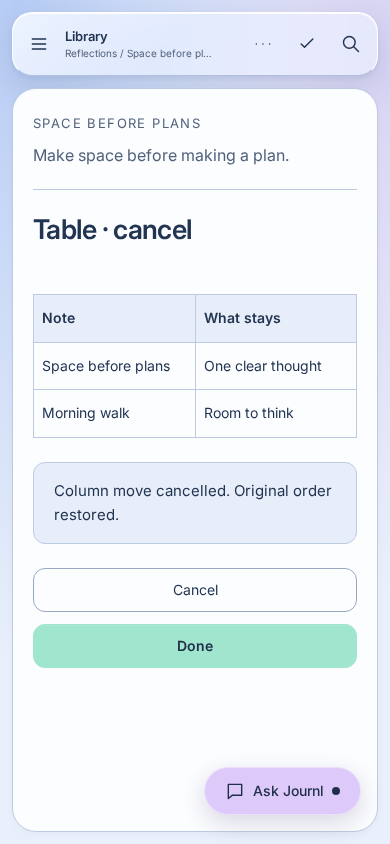 Library
Reflections / Space before pl...
SPACE BEFORE PLANS
Make space before making a plan.
Table · cancel
Note What stays
Space before plans One clear thought
Morning walk Room to think
Column move cancelled. Original order
restored.
Cancel
Done
Ask Journl